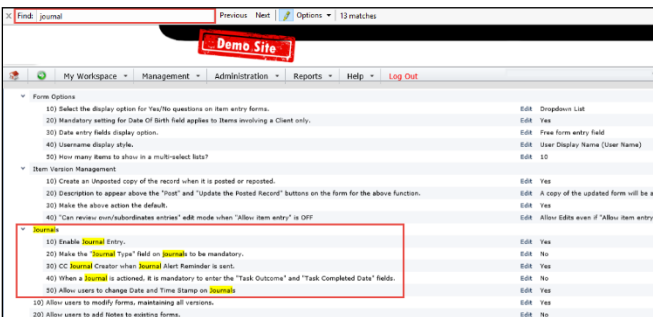 Find: journal Previous Next Options 13 matches
Demo Site
My Workspace Management Administration Reports Help Log Out
Form Options
10) Select the display option for Yes/No questions on item entry forms. Edit Dropdown List
20) Mandatory setting for Date Of Birth field applies to Items involving a Client only. Edit Yes
30) Date entry fields display option. Edit Free form entry field
40) Username display style. Edit User Display Name (User Name)
50) How many items to show in a multi-select lists? Edit 10
Item Version Management
10) Create an Unposted copy of the record when it is posted or reposted. Edit Yes
20) Description to appear above the "Post" and "Update the Posted Record" buttons on the form for the above function. Edit A copy of the updated form will be a
30) Make the above action the default. Edit Yes
40) "Can review own/subordinates entries" edit mode when "Allow item entry" is OFF Edit Allow Edits even if "Allow item entry
Journals
10) Enable Journal Entry. Edit Yes
20) Make the "Journal Type" field on journals to be mandatory. Edit No
30) CC Journal Creator when Journal Alert Reminder is sent. Edit Yes
40) When a Journal is actioned, it is mandatory to enter the "Task Outcome" and "Task Completed Date" fields. Edit No
50) Allow users to change Date and Time Stamp on Journals Edit Yes
10) Allow users to modify forms, maintaining all versions. Edit Yes
20) Allow users to add Notes to existing forms. Edit No